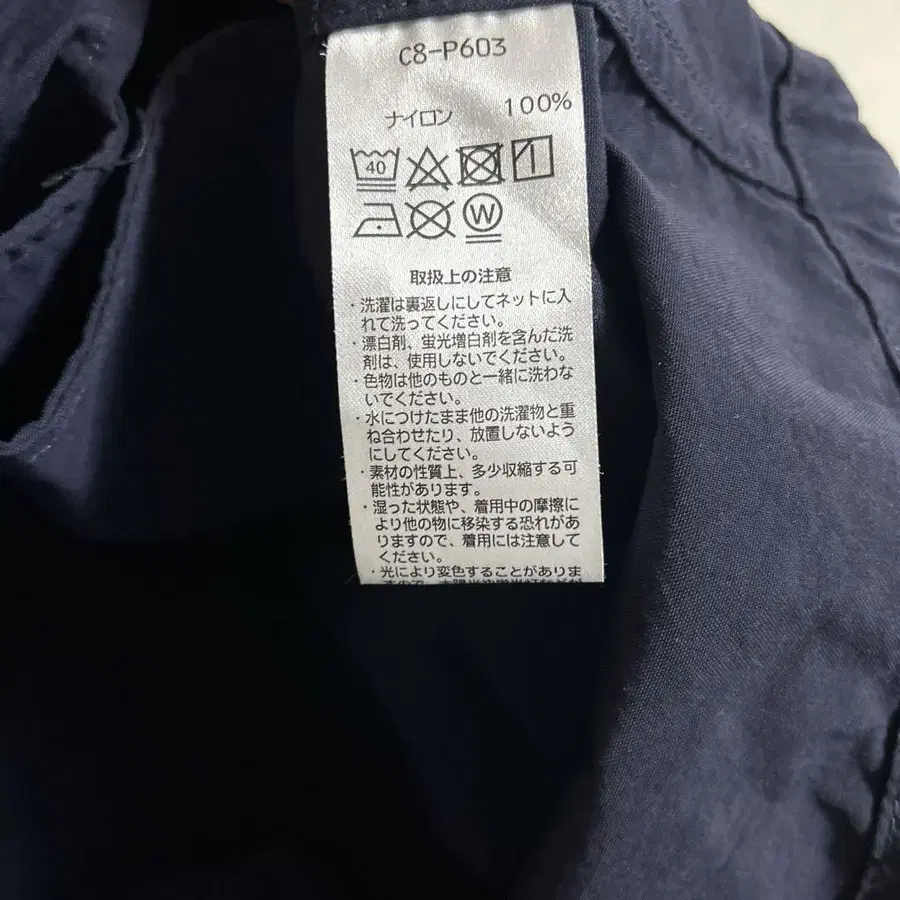 C8-P603
ナイロン 100%
40
W
取扱上の注意
・洗濯は裏返しにしてネットに入
れて洗ってください。
・漂白剤、蛍光増白剤を含んだ洗
剤は、使用しないでください。
・色物は他のものと一緒に洗わな
いでください。
・水につけたまま他の洗濯物と重
ね合わせたり、放置しないよう
にしてください。
・素材の性質上、多少収縮する可
能性があります。
・湿った状態や、着用中の摩擦に
より他の物に移染する恐れがあ
りますので、着用には注意して
ください。
・光により変色することがありま